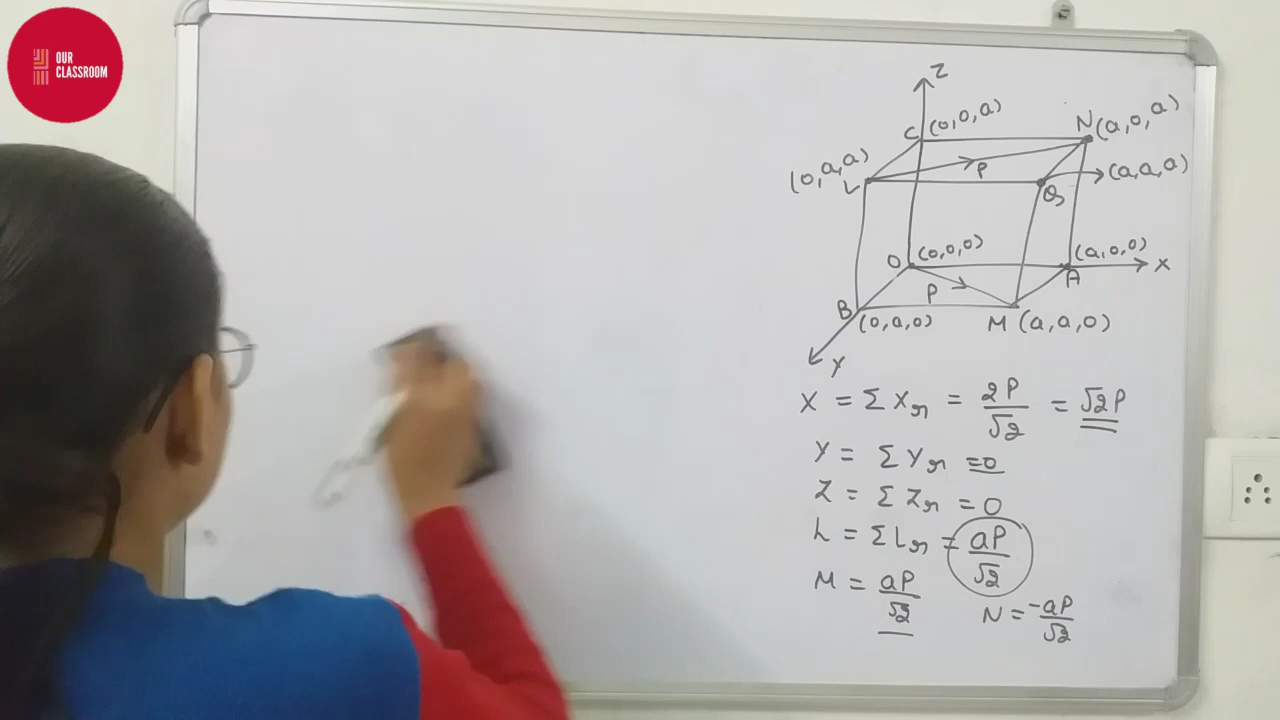 OUR
CLASSROOM
Z
C (0,0,a)
N(a,0,a)
(0,a,a)
L
P
(a,a,a)
O (0,0,0)
(a,0,0)
X
A
P
B
(0,a,0)
M (a,a,0)
Y
X = Σ Xr = 2P/√2 = √2P
Y = Σ Yr = 0
Z = Σ Zr = 0
L = Σ Lr = aP/√2
M = aP/√2
N = -aP/√2